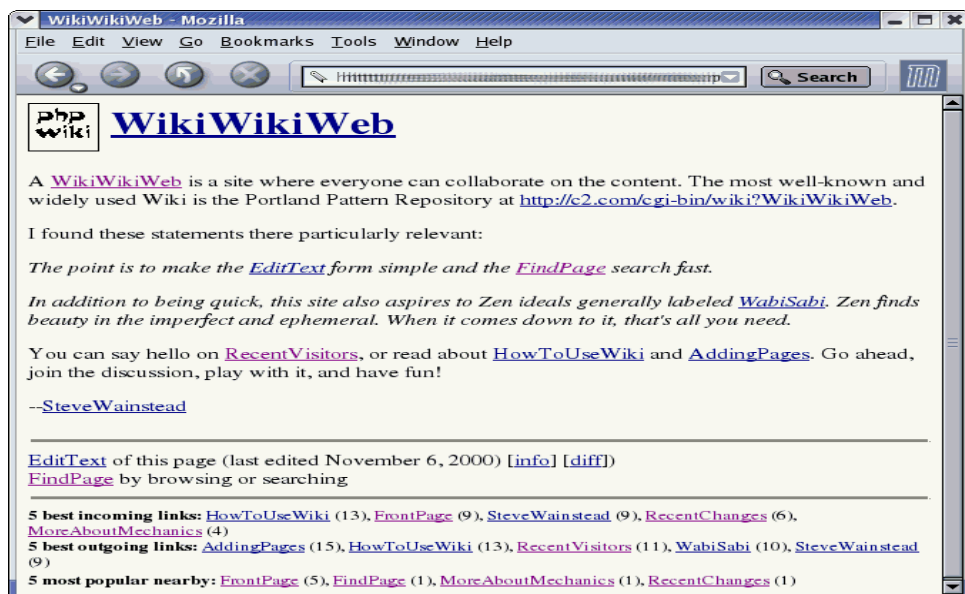 WikiWikiWeb - Mozilla
File Edit View Go Bookmarks Tools Window Help
Search
php
wiki
WikiWikiWeb
A WikiWikiWeb is a site where everyone can collaborate on the content. The most well-known and
widely used Wiki is the Portland Pattern Repository at http://c2.com/cgi-bin/wiki?WikiWikiWeb.
I found these statements there particularly relevant:
The point is to make the EditText form simple and the FindPage search fast.
In addition to being quick, this site also aspires to Zen ideals generally labeled WabiSabi. Zen finds
beauty in the imperfect and ephemeral. When it comes down to it, that's all you need.
You can say hello on RecentVisitors, or read about HowToUseWiki and AddingPages. Go ahead,
join the discussion, play with it, and have fun!
--SteveWainstead
EditText of this page (last edited November 6, 2000) [info] [diff])
FindPage by browsing or searching
5 best incoming links: HowToUseWiki (13), FrontPage (9), SteveWainstead (9), RecentChanges (6),
MoreAboutMechanics (4)
5 best outgoing links: AddingPages (15), HowToUseWiki (13), RecentVisitors (11), WabiSabi (10), SteveWainstead
(9)
5 most popular nearby: FrontPage (5), FindPage (1), MoreAboutMechanics (1), RecentChanges (1)